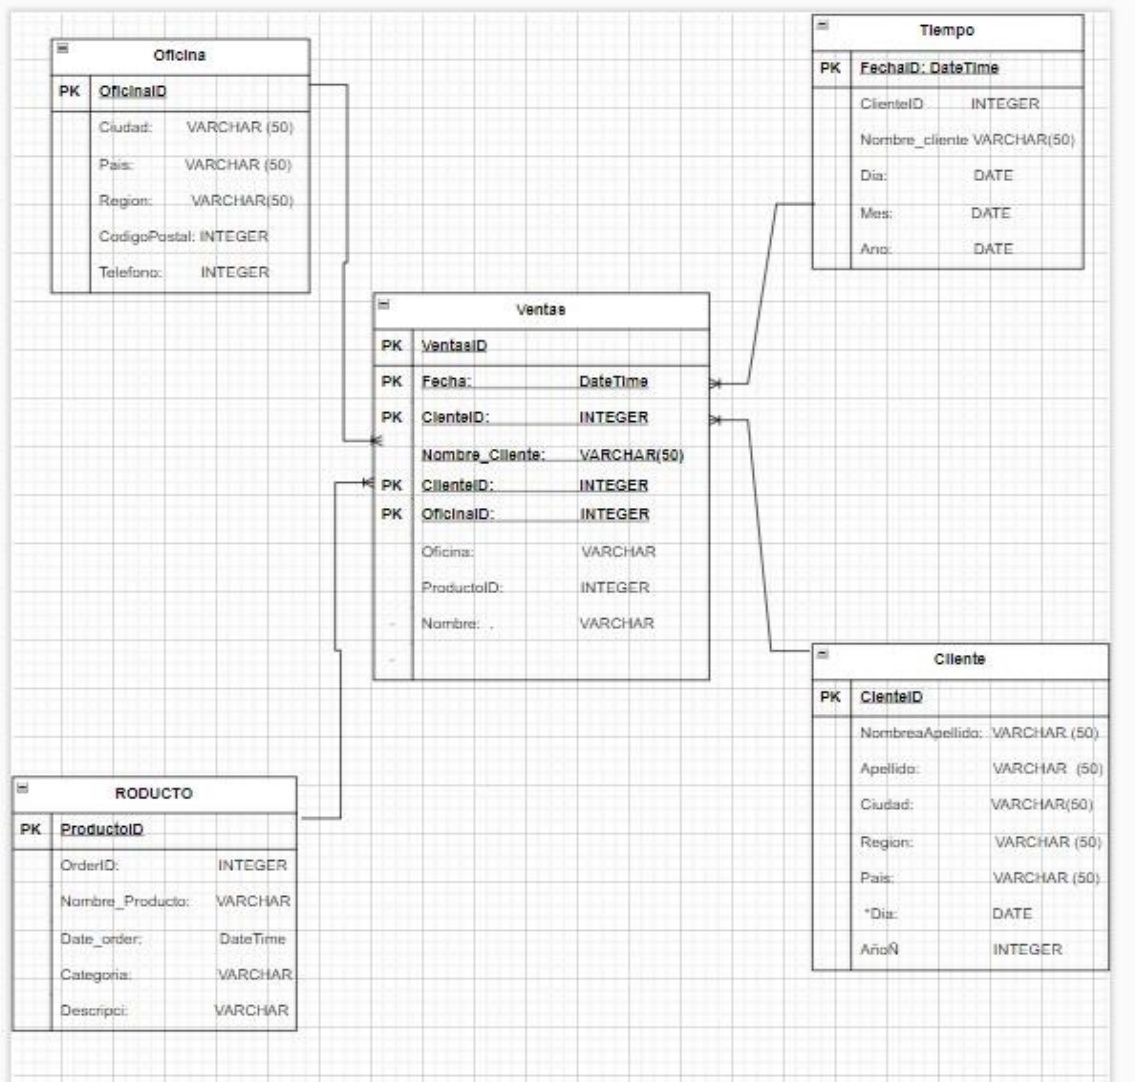 Oficina
PK OficinaID
Ciudad: VARCHAR (50)
Pais: VARCHAR (50)
Region: VARCHAR(50)
CodigoPostal: INTEGER
Telefono: INTEGER
Tiempo
PK FechaID: DateTime
ClienteID INTEGER
Nombre_cliente VARCHAR(50)
Dia: DATE
Mes: DATE
Ano: DATE
Ventas
PK VentasID
PK Fecha: DateTime
PK ClenteID: INTEGER
Nombre_Cliente: VARCHAR(50)
PK ClienteID: INTEGER
PK OficinaID: INTEGER
Oficina: VARCHAR
ProductoID: INTEGER
Nombre: . VARCHAR
RODUCTO
PK ProductoID
OrderID: INTEGER
Nombre_Producto: VARCHAR
Date_order: DateTime
Categoria: VARCHAR
Descripci: VARCHAR
Cliente
PK ClenteID
NombreaApellido: VARCHAR (50)
Apellido: VARCHAR (50)
Ciudad: VARCHAR(50)
Region: VARCHAR (50)
Pais: VARCHAR (50)
*Dia: DATE
AñoÑ INTEGER